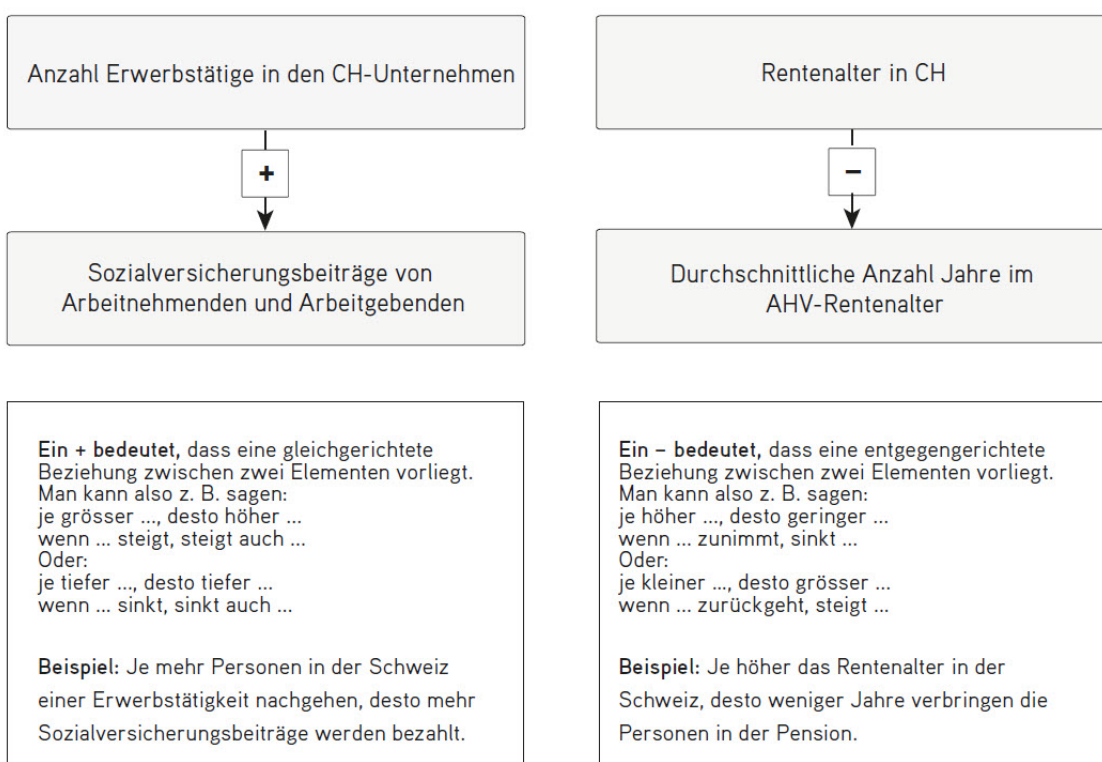 Anzahl Erwerbstätige in den CH-Unternehmen
+
Sozialversicherungsbeiträge von
Arbeitnehmenden und Arbeitgebenden
Rentenalter in CH
–
Durchschnittliche Anzahl Jahre im
AHV-Rentenalter
Ein + bedeutet, dass eine gleichgerichtete
Beziehung zwischen zwei Elementen vorliegt.
Man kann also z. B. sagen:
je grösser ..., desto höher ...
wenn ... steigt, steigt auch ...
Oder:
je tiefer ..., desto tiefer ...
wenn ... sinkt, sinkt auch ...
Beispiel: Je mehr Personen in der Schweiz
einer Erwerbstätigkeit nachgehen, desto mehr
Sozialversicherungsbeiträge werden bezahlt.
Ein – bedeutet, dass eine entgegengerichtete
Beziehung zwischen zwei Elementen vorliegt.
Man kann also z. B. sagen:
je höher ..., desto geringer ...
wenn ... zunimmt, sinkt ...
Oder:
je kleiner ..., desto grösser ...
wenn ... zurückgeht, steigt ...
Beispiel: Je höher das Rentenalter in der
Schweiz, desto weniger Jahre verbringen die
Personen in der Pension.